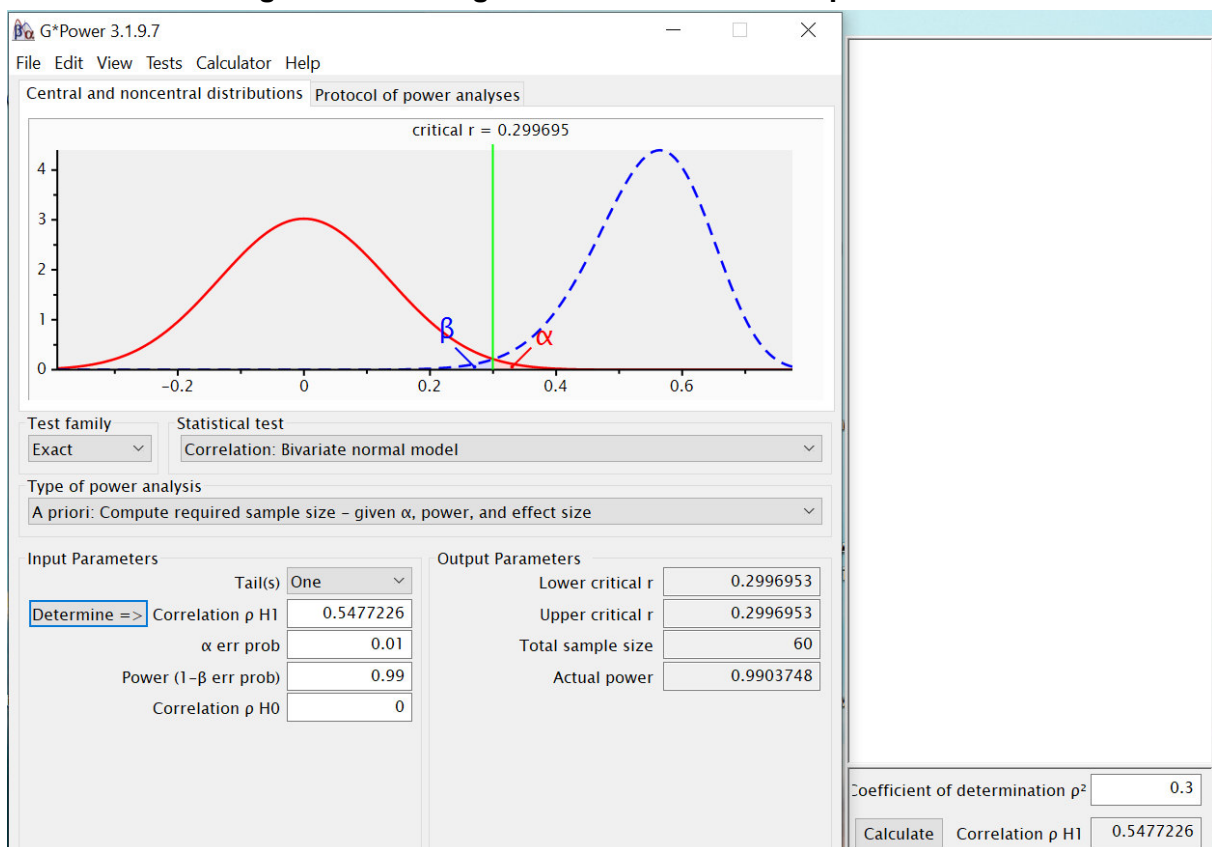 G*Power 3.1.9.7
File Edit View Tests Calculator Help
Central and noncentral distributions Protocol of power analyses
critical r = 0.299695
4
3
2
1
0
β α
-0.2 0 0.2 0.4 0.6
Test family Statistical test
Exact Correlation: Bivariate normal model
Type of power analysis
A priori: Compute required sample size – given α, power, and effect size
Input Parameters Output Parameters
Tail(s) One Lower critical r 0.2996953
Determine => Correlation ρ H1 0.5477226 Upper critical r 0.2996953
α err prob 0.01 Total sample size 60
Power (1-β err prob) 0.99 Actual power 0.9903748
Correlation ρ H0 0
Coefficient of determination ρ² 0.3
Calculate Correlation ρ H1 0.5477226